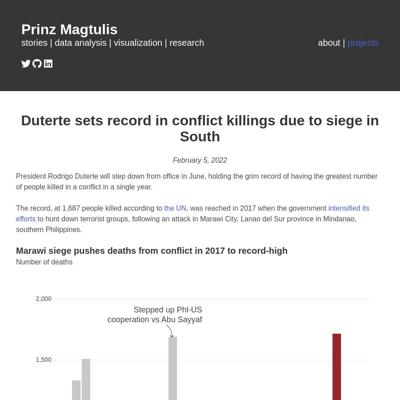 Prinz Magtulis
stories | data analysis | visualization | research
about | projects
Duterte sets record in conflict killings due to siege in
South
February 5, 2022
President Rodrigo Duterte will step down from office in June, holding the grim record of having the greatest number
of people killed in a conflict in a single year.
The record, at 1,687 people killed according to the UN, was reached in 2017 when the government intensified its
efforts to hunt down terrorist groups, following an attack in Marawi City, Lanao del Sur province in Mindanao,
southern Philippines.
Marawi siege pushes deaths from conflict in 2017 to record-high
Number of deaths
2,000
Stepped up PhI-US
cooperation vs Abu Sayyaf
1,500